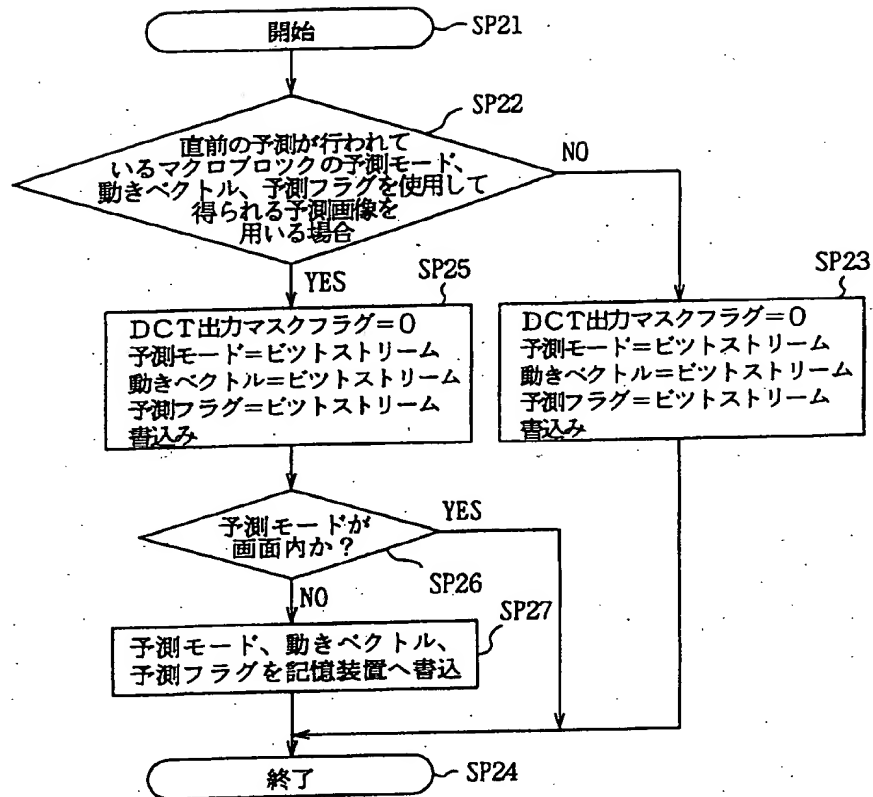 開始
SP21
SP22
直前の予測が行われて
いるマクロブロックの予測モード、
動きベクトル、予測フラグを使用して
得られる予測画像を
用いる場合
NO
YES
SP25
SP23
DCT出力マスクフラグ=0
予測モード=ビツトストリーム
動きベクトル=ビツトストリーム
予測フラグ=ビツトストリーム
書込み
DCT出力マスクフラグ=0
予測モード=ビツトストリーム
動きベクトル=ビツトストリーム
予測フラグ=ビツトストリーム
書込み
予測モードが
画面内か?
YES
SP26
NO
SP27
予測モード、動きベクトル、
予測フラグを記憶装置へ書込
終了
SP24